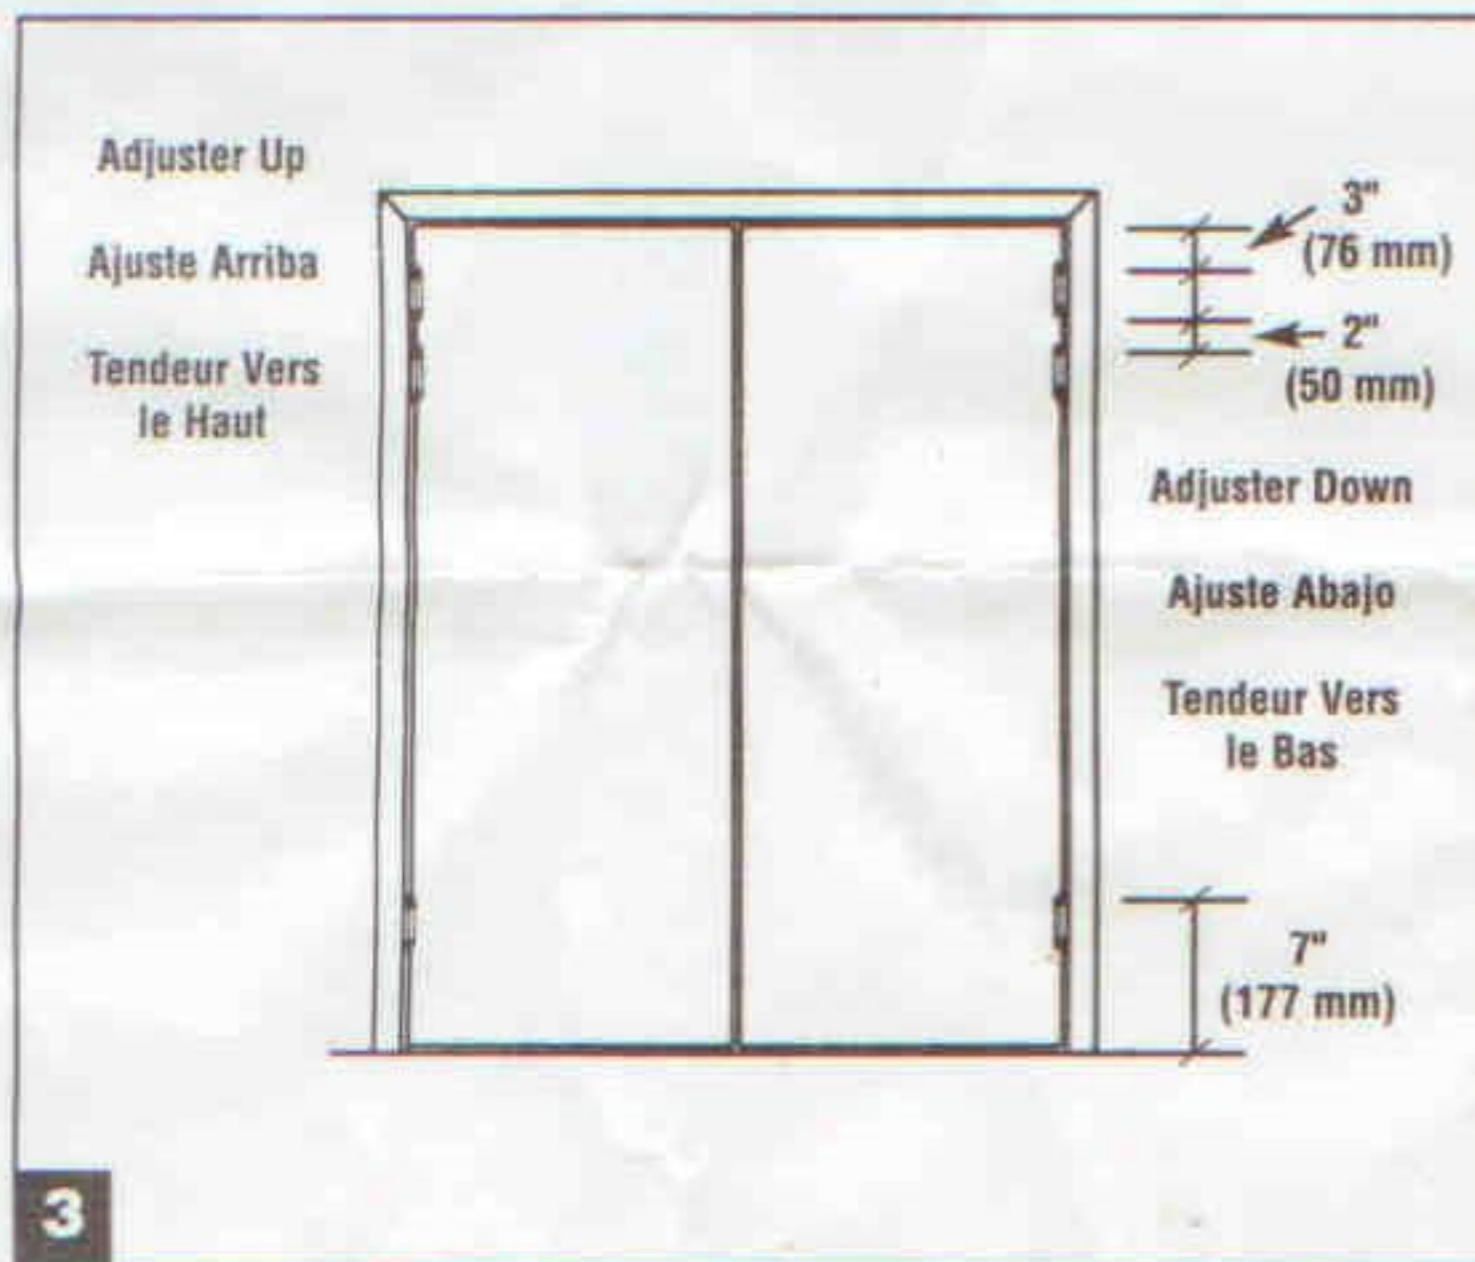 Adjuster Up
Ajuste Arriba
Tendeur Vers
le Haut
3"
(76 mm)
2"
(50 mm)
Adjuster Down
Ajuste Abajo
Tendeur Vers
le Bas
7"
(177 mm)
3